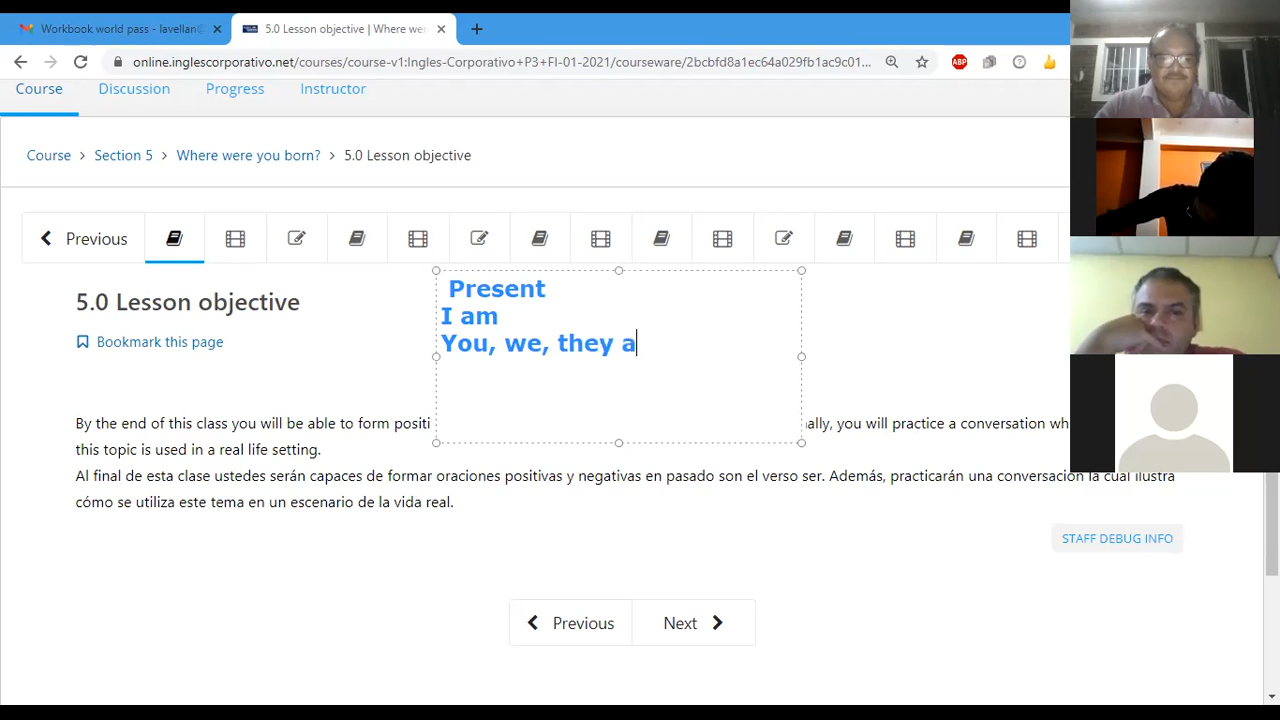 Workbook world pass - lavellan
5.0 Lesson objective | Where we
online.inglescorporativo.net/courses/course-v1:Ingles-Corporativo+P3+FI-01-2021/courseware/2bcbfd8a1ec64a029fb1ac9c01...
ABP
Course Discussion Progress Instructor
Course > Section 5 > Where were you born? > 5.0 Lesson objective
Previous
5.0 Lesson objective
Bookmark this page
Present
I am
You, we, they a
By the end of this class you will be able to form positi
ally, you will practice a conversation wh
this topic is used in a real life setting.
Al final de esta clase ustedes serán capaces de formar oraciones positivas y negativas en pasado son el verso ser. Además, practicarán una conversación la cual ilustra
cómo se utiliza este tema en un escenario de la vida real.
STAFF DEBUG INFO
Previous Next